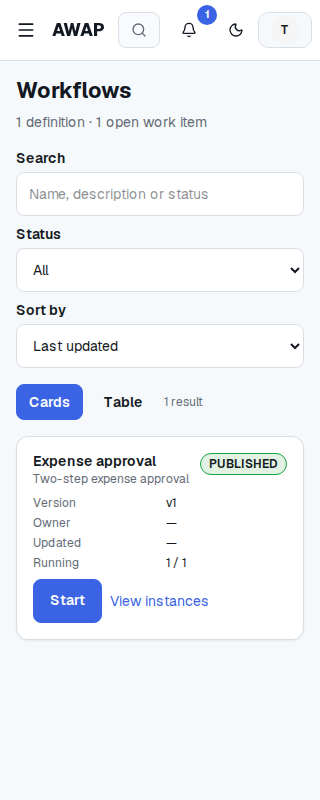 AWAP
1
T
Workflows
1 definition · 1 open work item
Search
Name, description or status
Status
All
Sort by
Last updated
Cards
Table
1 result
Expense approval
PUBLISHED
Two-step expense approval
Version v1
Owner —
Updated —
Running 1 / 1
Start
View instances